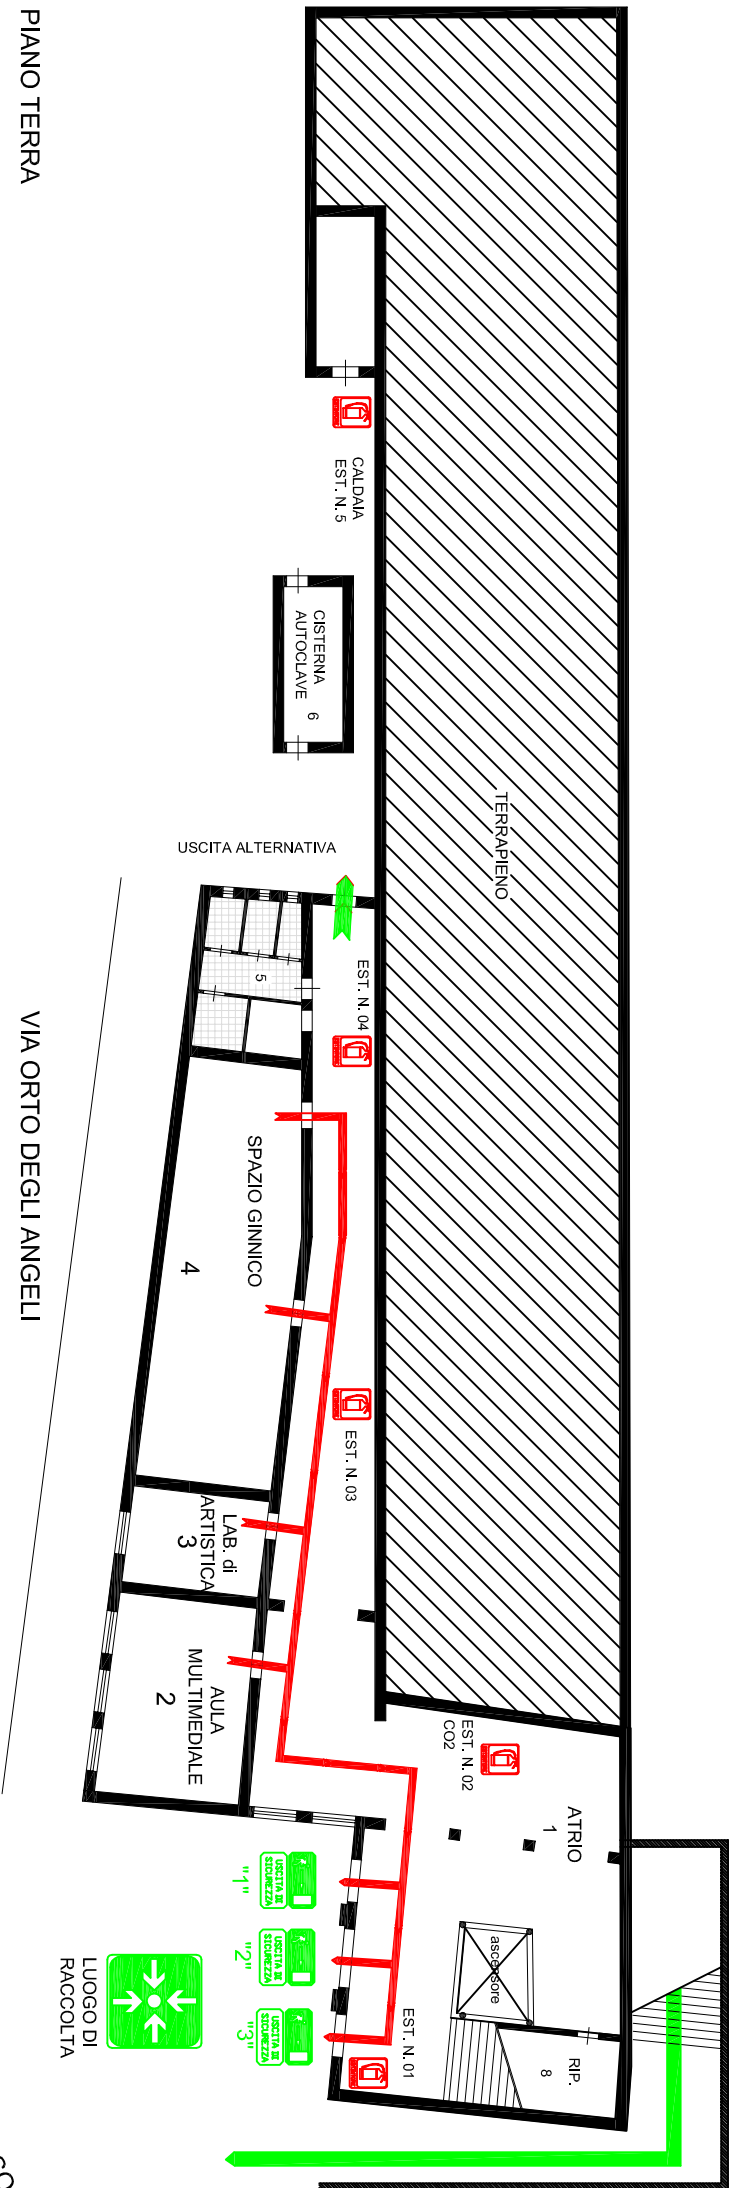 PIANO TERRA
VIA ORTO DEGLI ANGELI
CALDAIA
EST. N. 5
CISTERNA
AUTOCLAVE
6
TERRAPIENO
USCITA ALTERNATIVA
5
EST. N. 04
SPAZIO GINNICO
4
EST. N. 03
LAB. di
ARTISTICA
3
AULA
MULTIMEDIALE
2
EST. N. 02
CO2
ATRIO
1
ascensore
RIP.
8
EST. N. 01
USCITA DI
SICUREZZA
"1"
USCITA DI
SICUREZZA
"2"
USCITA DI
SICUREZZA
"3"
LUOGO DI
RACCOLTA